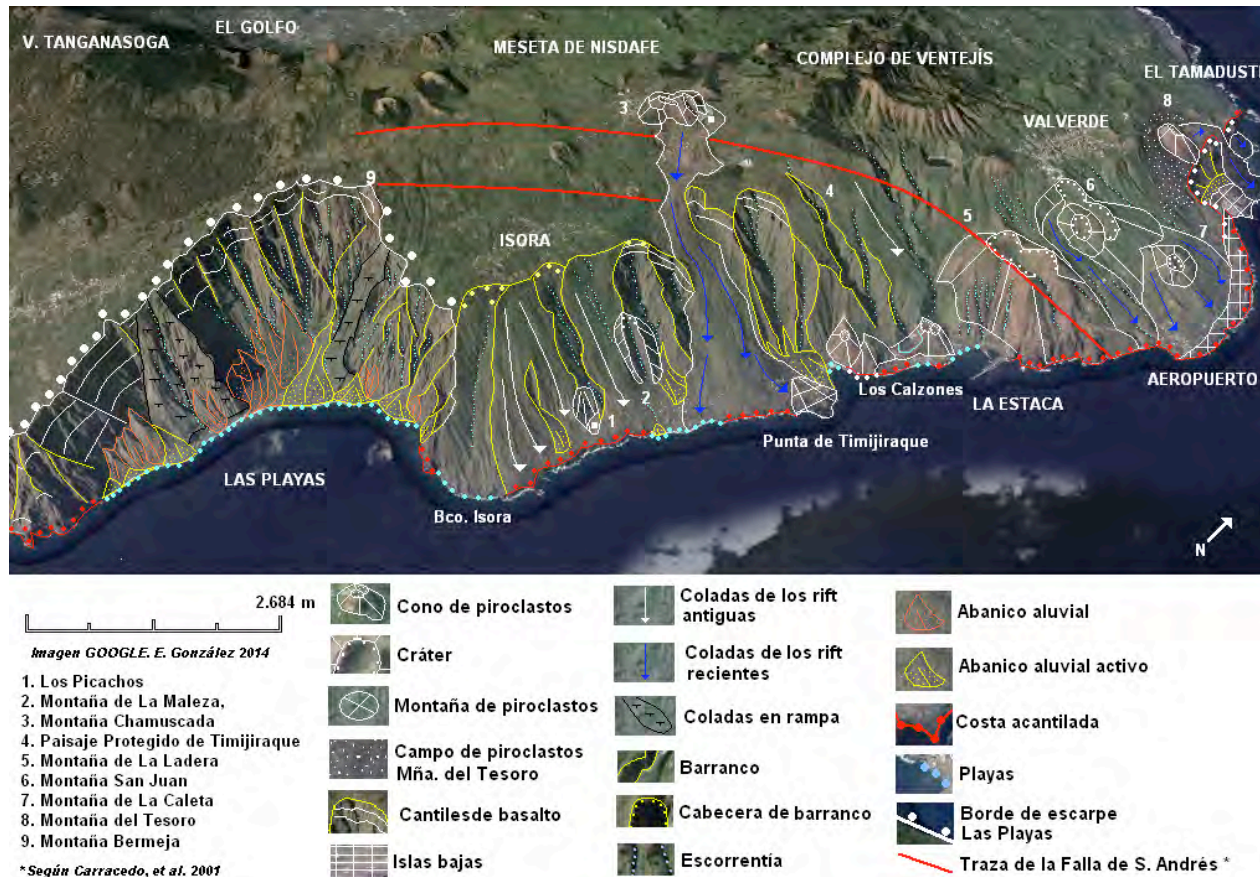 EL GOLFO
V. TANGANASOGA
MESETA DE NISDAFE
COMPLEJO DE VENTEJÍS
EL TAMADUSTE
3
8
VALVERDE
9
4
6
5
7
ISORA
1
2
Los Calzones
AEROPUERTO
LA ESTACA
Punta de Timijiraque
LAS PLAYAS
Bco. Isora
N
2.684 m
Imagen GOOGLE. E. González 2014
1. Los Picachos
2. Montaña de La Maleza,
3. Montaña Chamuscada
4. Paisaje Protegido de Timijiraque
5. Montaña de La Ladera
6. Montaña San Juan
7. Montaña de La Caleta
8. Montaña del Tesoro
9. Montaña Bermeja
*Según Carracedo, et al. 2001
Cono de piroclastos
Cráter
Montaña de piroclastos
Campo de piroclastos
Mña. del Tesoro
Cantilesde basalto
Islas bajas
Coladas de los rift
antiguas
Coladas de los rift
recientes
Coladas en rampa
Barranco
Cabecera de barranco
Escorrentía
Abanico aluvial
Abanico aluvial activo
Costa acantilada
Playas
Borde de escarpe
Las Playas
Traza de la Falla de S. Andrés *